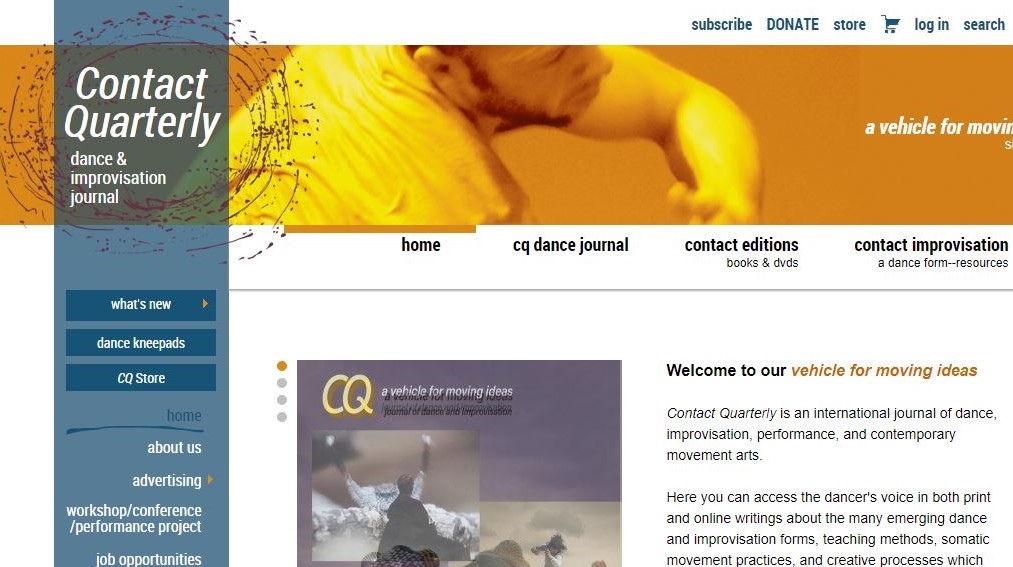 subscribe DONATE store log in search
Contact
Quarterly
dance &
improvisation
journal
a vehicle for movin
s
home cq dance journal contact editions contact improvisation
books & dvds a dance form--resources
what's new
dance kneepads
CQ Store
home
about us
advertising
workshop/conference
/performance project
job opportunities
CQ a vehicle for moving ideas
a vehicle for moving ideas
journal of dance and improvisation
Welcome to our vehicle for moving ideas
Contact Quarterly is an international journal of dance,
improvisation, performance, and contemporary
movement arts.
Here you can access the dancer's voice in both print
and online writings about the many emerging dance
and improvisation forms, teaching methods, somatic
movement practices, and creative processes which